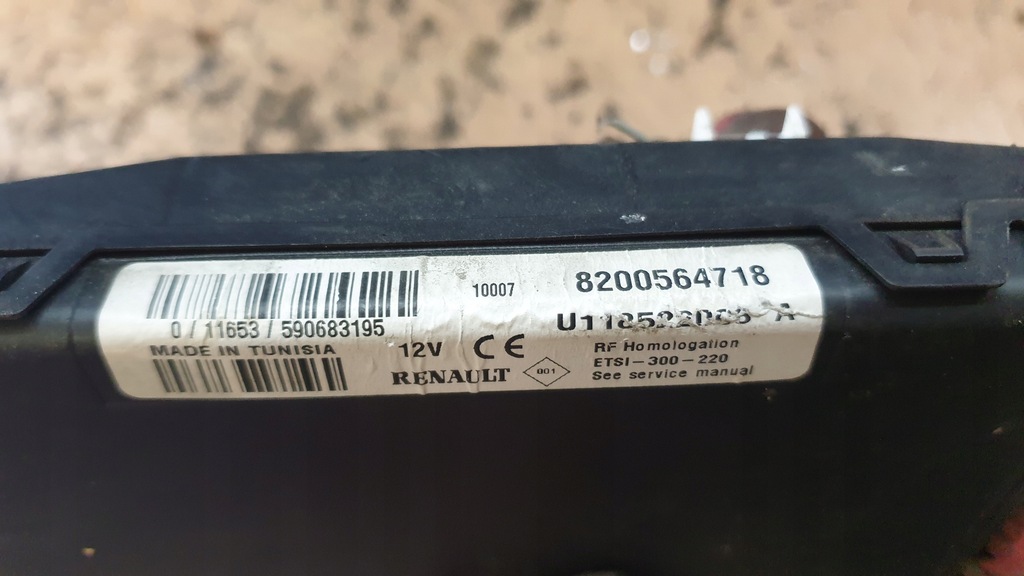 10007 8200564718
0 / 11653 / 590683195
MADE IN TUNISIA 12V CE RF Homologation
ETSI-300-220
RENAULT 001 See service manual